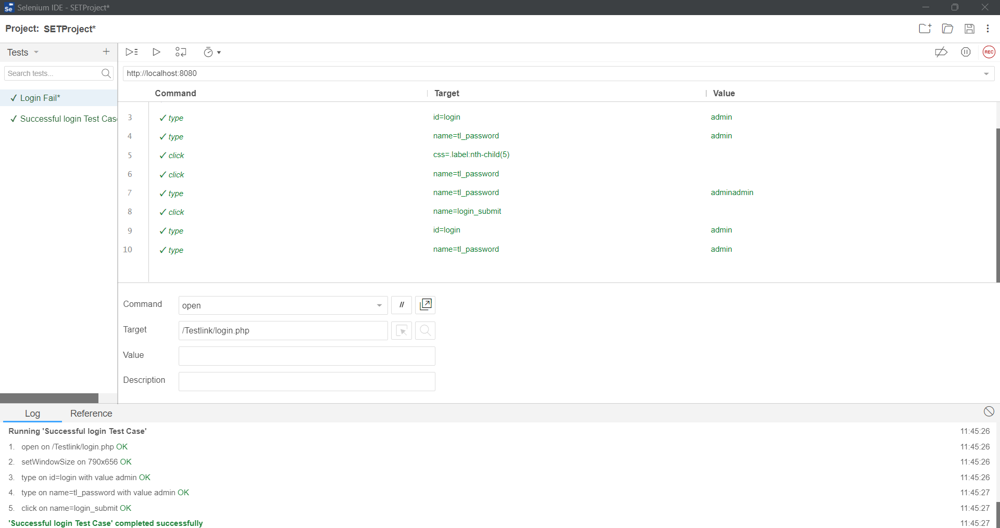 Selenium IDE - SETProject*
Project: SETProject*
Tests
Search tests...
http://localhost:8080
REC
Command Target Value
✓ Login Fail*
✓ Successful login Test Cas
3 ✓ type id=login admin
4 ✓ type name=tl_password admin
5 ✓ click css=.label:nth-child(5)
6 ✓ click name=tl_password
7 ✓ type name=tl_password adminadmin
8 ✓ click name=login_submit
9 ✓ type id=login admin
10 ✓ type name=tl_password admin
Command open //
Target /Testlink/login.php
Value
Description
Log Reference
Running 'Successful login Test Case' 11:45:26
1. open on /Testlink/login.php OK 11:45:26
2. setWindowSize on 790x656 OK 11:45:26
3. type on id=login with value admin OK 11:45:26
4. type on name=tl_password with value admin OK 11:45:27
5. click on name=login_submit OK 11:45:27
'Successful login Test Case' completed successfully 11:45:27